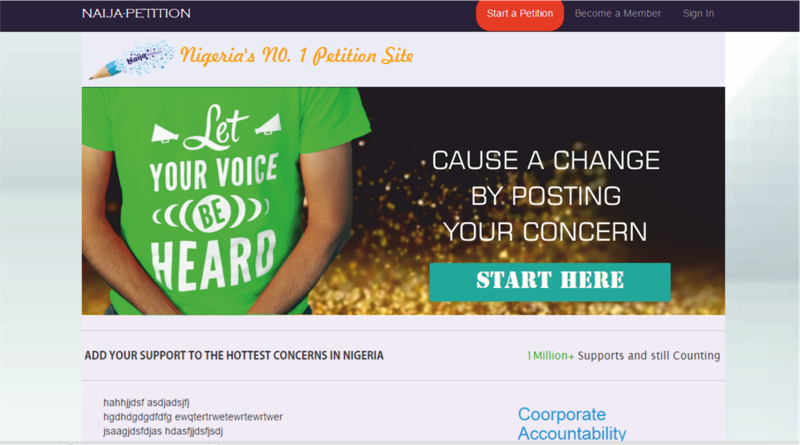 NAIJA-PETITION
Start a Petition
Become a Member
Sign In
Naija
Nigeria's NO. 1 Petition Site
Let
YOUR VOICE
BE
HEARD
CAUSE A CHANGE
BY POSTING
YOUR CONCERN
START HERE
ADD YOUR SUPPORT TO THE HOTTEST CONCERNS IN NIGERIA
1Million+ Supports and still Counting
hahhjjdsf asdjadsjfj
hgdhdgdgdfdfg ewqtertrwetewrtewrtwer
jsaagjdsfdjas hdasfjjdsfjsdj
Coorporate
Accountability